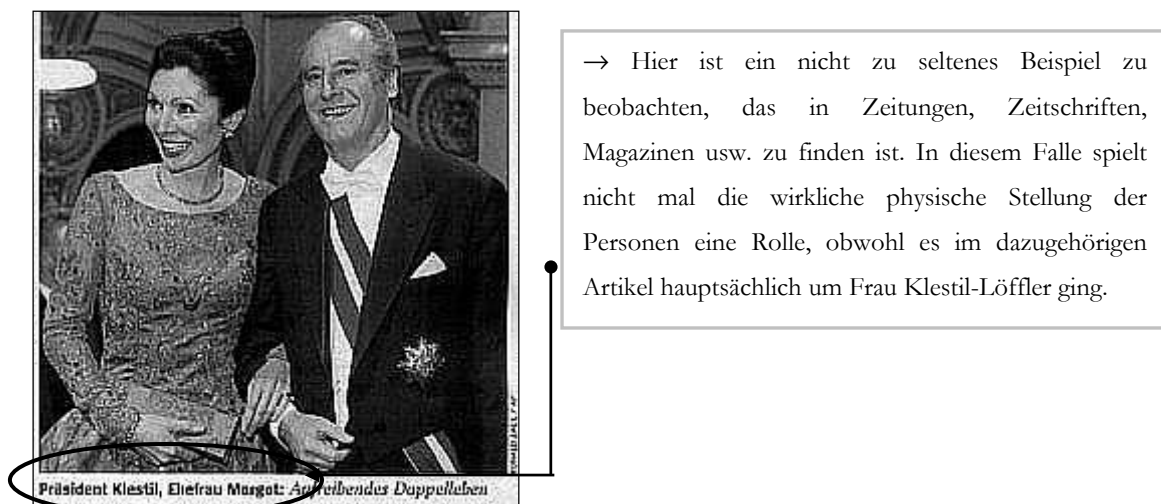 → Hier ist ein nicht zu seltenes Beispiel zu
beobachten, das in Zeitungen, Zeitschriften,
Magazinen usw. zu finden ist. In diesem Falle spielt
nicht mal die wirkliche physische Stellung der
Personen eine Rolle, obwohl es im dazugehörigen
Artikel hauptsächlich um Frau Klestil-Löffler ging.
Präsident Klestil, Ehefrau Margot: Aufreibendes Doppelleben